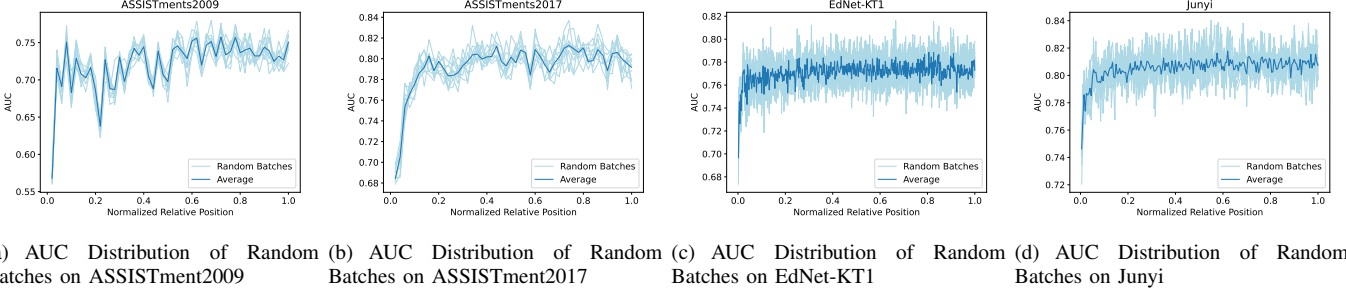 ASSISTments2009
0.75
0.70
0.65
0.60
0.55
AUC
0.0 0.2 0.4 0.6 0.8 1.0
Normalized Relative Position
Random Batches
Average
ASSISTments2017
0.84
0.82
0.80
0.78
0.76
0.74
0.72
0.70
0.68
AUC
0.0 0.2 0.4 0.6 0.8 1.0
Normalized Relative Position
Random Batches
Average
EdNet-KT1
0.82
0.80
0.78
0.76
0.74
0.72
0.70
0.68
AUC
0.0 0.2 0.4 0.6 0.8 1.0
Normalized Relative Position
Random Batches
Average
Junyi
0.84
0.82
0.80
0.78
0.76
0.74
0.72
AUC
0.0 0.2 0.4 0.6 0.8 1.0
Normalized Relative Position
Random Batches
Average
) AUC Distribution of Random
atches on ASSISTment2009
(b) AUC Distribution of Random
Batches on ASSISTment2017
(c) AUC Distribution of Random
Batches on EdNet-KT1
(d) AUC Distribution of Random
Batches on Junyi